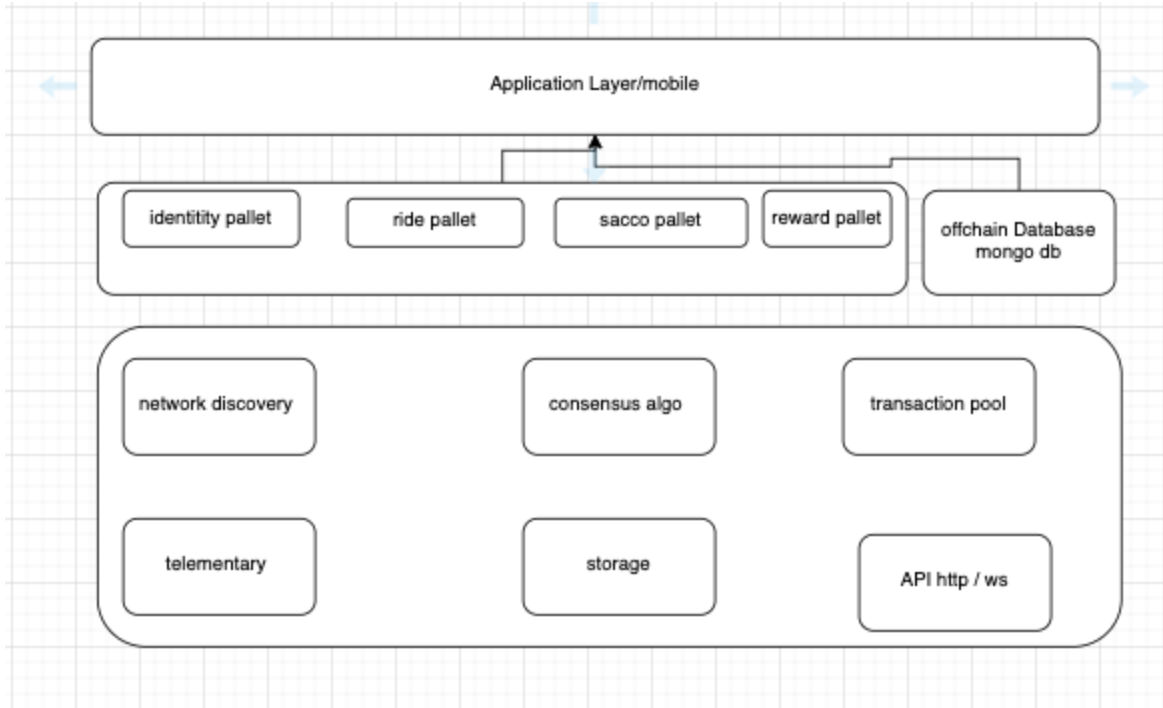 Application Layer/mobile
identitity pallet
ride pallet
sacco pallet
reward pallet
offchain Database
mongo db
network discovery
consensus algo
transaction pool
telementary
storage
API http / ws